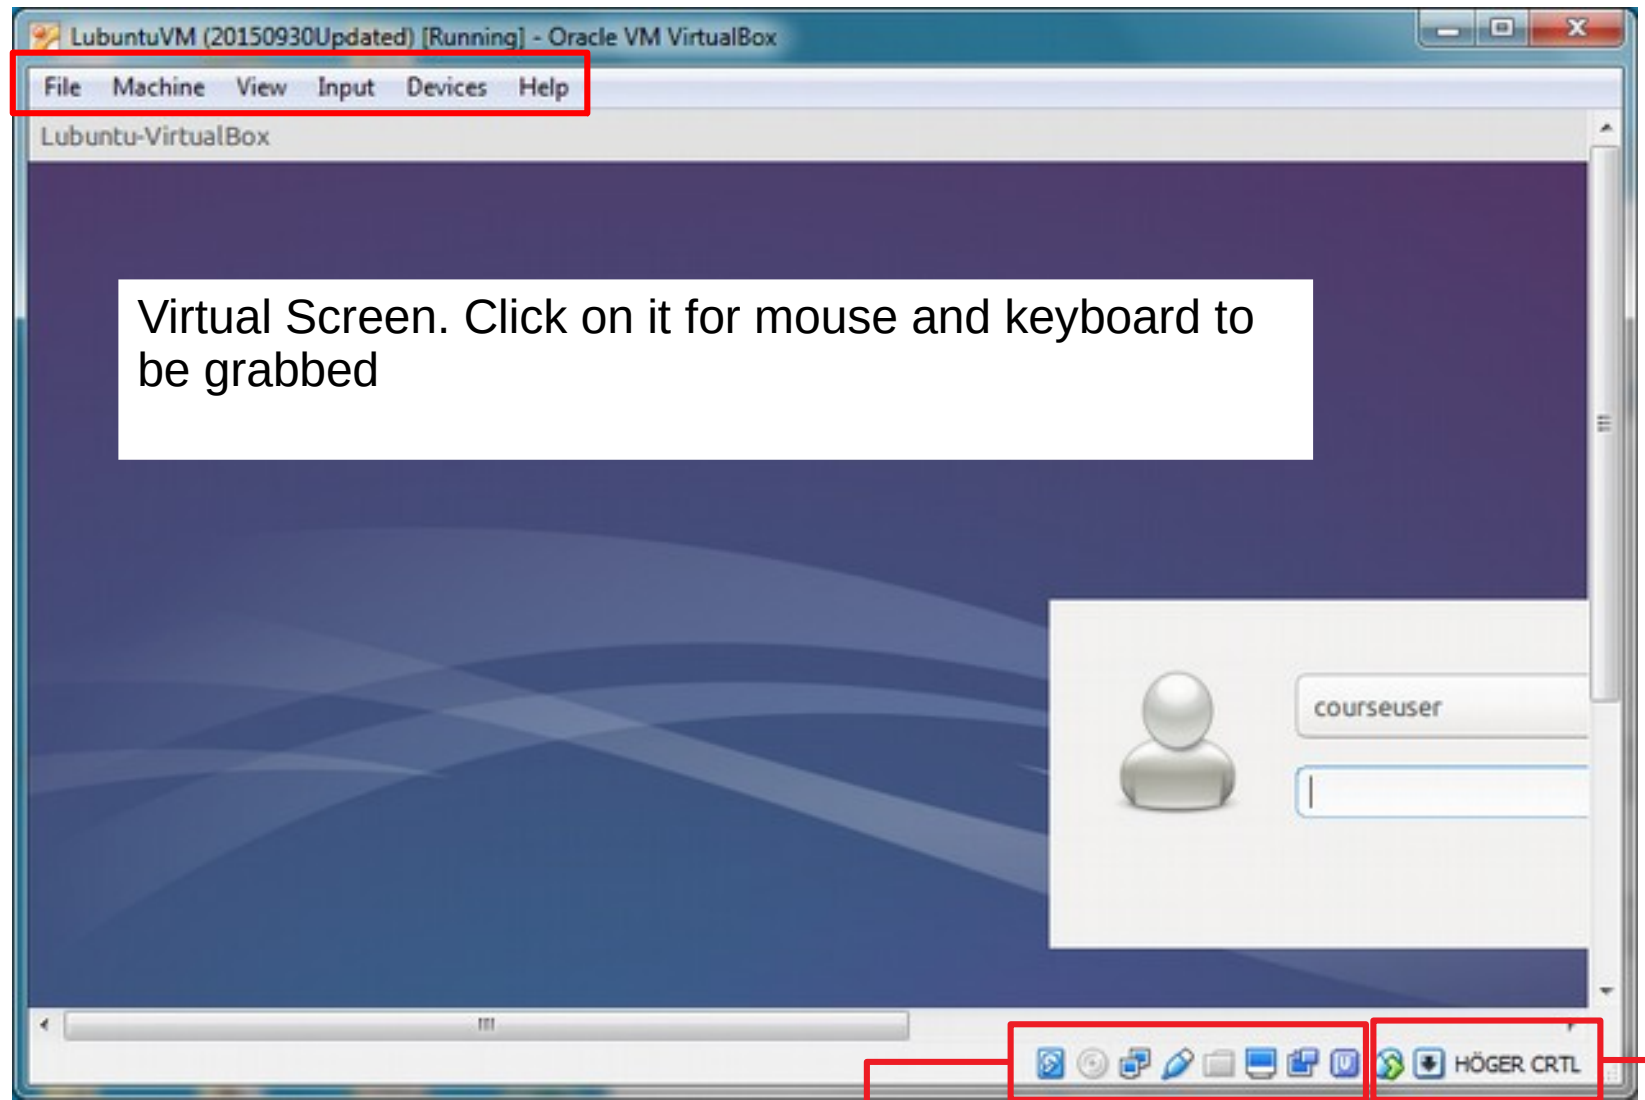 LubuntuVM (20150930Updated) [Running] - Oracle VM VirtualBox
File Machine View Input Devices Help
Lubuntu-VirtualBox
Virtual Screen. Click on it for mouse and keyboard to
be grabbed
courseuser
HÖGER CRTL